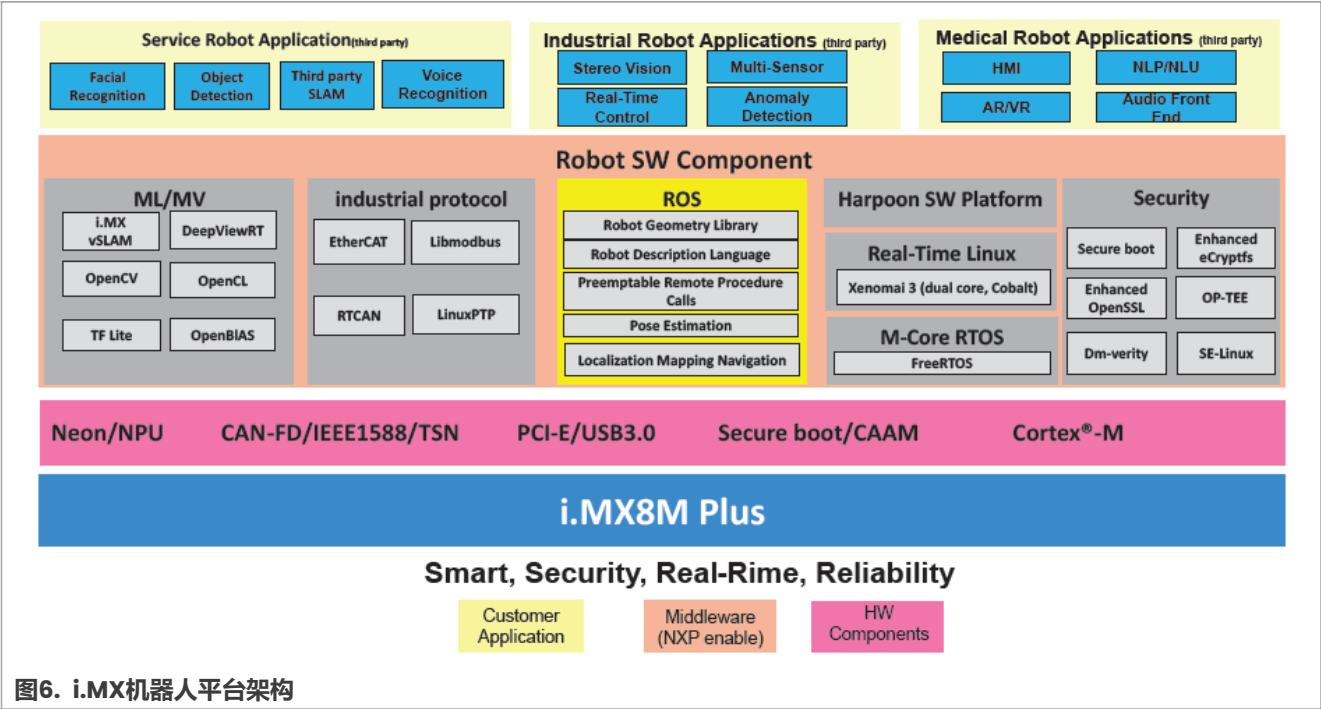 Service Robot Application(third party)
Facial
Recognition
Object
Detection
Third party
SLAM
Voice
Recognition
Industrial Robot Applications (third party)
Stereo Vision
Multi-Sensor
Real-Time
Control
Anomaly
Detection
Medical Robot Applications (third party)
HMI
NLP/NLU
AR/VR
Audio Front
End
Robot SW Component
ML/MV
i.MX
vSLAM
DeepViewRT
OpenCV
OpenCL
TF Lite
OpenBlAS
industrial protocol
EtherCAT
Libmodbus
RTCAN
LinuxPTP
ROS
Robot Geometry Library
Robot Description Language
Preemptable Remote Procedure
Calls
Pose Estimation
Localization Mapping Navigation
Harpoon SW Platform
Real-Time Linux
Xenomai 3 (dual core, Cobalt)
M-Core RTOS
FreeRTOS
Security
Secure boot
Enhanced
eCryptfs
Enhanced
OpenSSL
OP-TEE
Dm-verity
SE-Linux
Neon/NPU CAN-FD/IEEE1588/TSN PCI-E/USB3.0 Secure boot/CAAM Cortex®-M
i.MX8M Plus
Smart, Security, Real-Rime, Reliability
Customer
Application
Middleware
(NXP enable)
HW
Components
图6. i.MX机器人平台架构